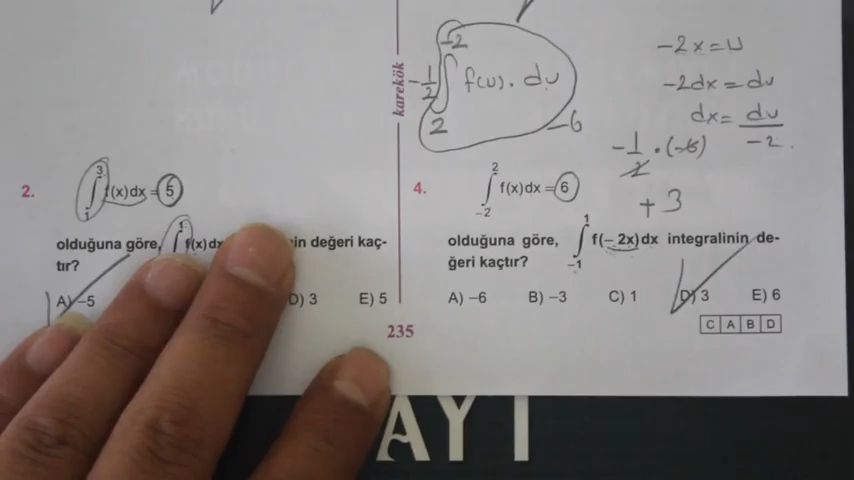 2.
∫₁³ f(x)dx = 5
olduğuna göre, ∫ ¹ f(x)dx in değeri kaç-
tır?
A) −5
D) 3 E) 5
karekök
−2
−1/2 ∫ f(u) . du
2
−6
−2x = u
−2dx = du
dx = du/−2
−1/2 . (−6)
+3
4.
∫₋₂² f(x)dx = 6
olduğuna göre, ∫₋₁¹ f(− 2x)dx integralinin de-
ğeri kaçtır?
A) −6 B) −3 C) 1 D) 3 E) 6
C A B D
235
AYT